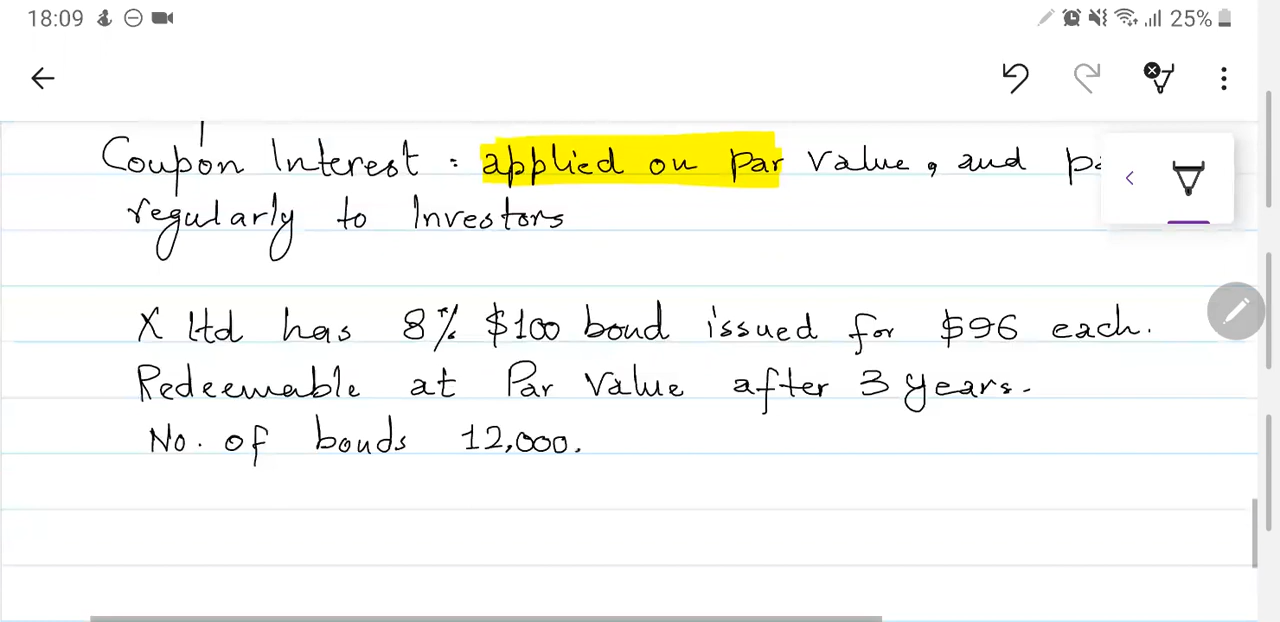 18:09 25%
Coupon Interest : applied on Par Value, and
regularly to Investors
X ltd has 8% $100 bond issued for $96 each.
Redeemable at Par Value after 3 years.
No. of bonds 12,000.